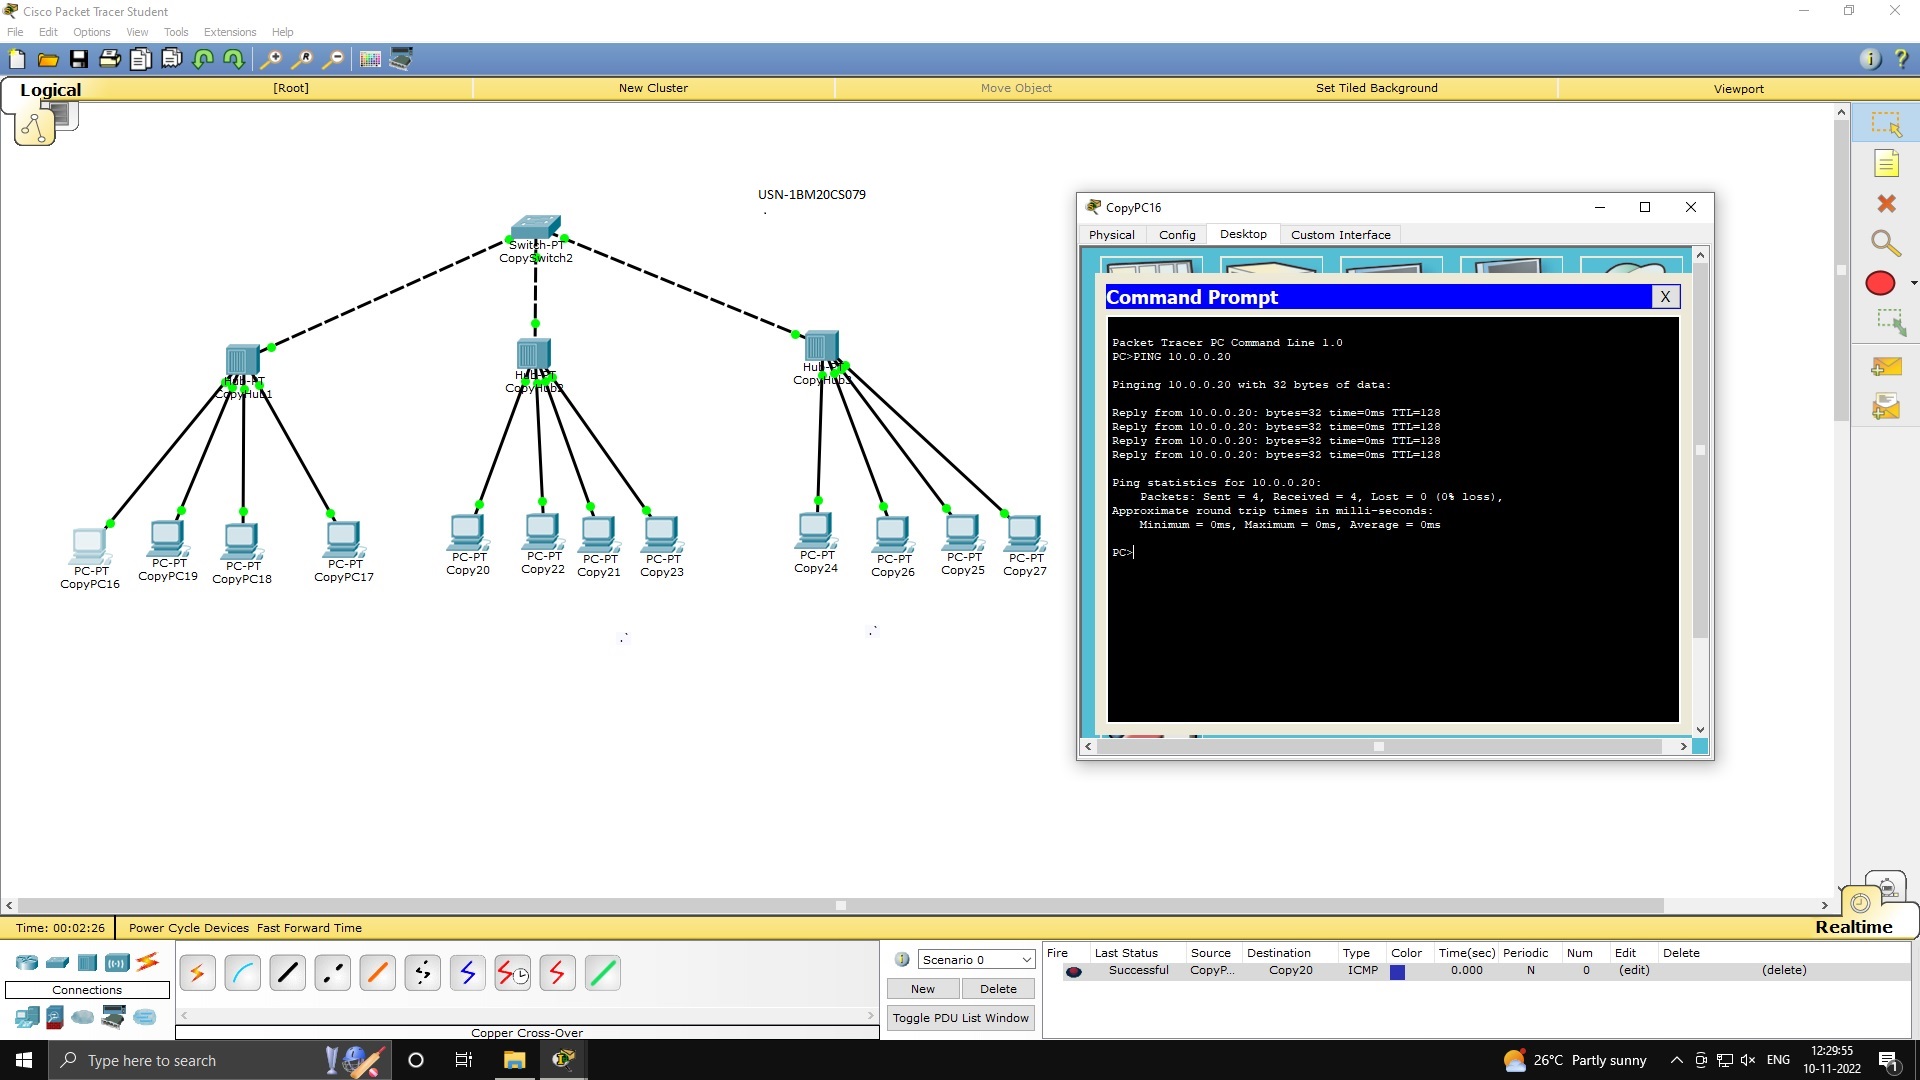 Cisco Packet Tracer Student
File Edit Options View Tools Extensions Help
Logical [Root] New Cluster Move Object Set Tiled Background Viewport
USN-1BM20CS079
.
Switch-PT
CopySwitch2
Hub-PT
CopyHub1
Hub-PT
CopyHub2
Hub-PT
CopyHub3
PC-PT
CopyPC16
PC-PT
CopyPC19
PC-PT
CopyPC18
PC-PT
CopyPC17
PC-PT
Copy20
PC-PT
Copy22
PC-PT
Copy21
PC-PT
Copy23
PC-PT
Copy24
PC-PT
Copy26
PC-PT
Copy25
PC-PT
Copy27
.`
.`
CopyPC16
Physical Config Desktop Custom Interface
Command Prompt X
Packet Tracer PC Command Line 1.0
PC>PING 10.0.0.20
Pinging 10.0.0.20 with 32 bytes of data:
Reply from 10.0.0.20: bytes=32 time=0ms TTL=128
Reply from 10.0.0.20: bytes=32 time=0ms TTL=128
Reply from 10.0.0.20: bytes=32 time=0ms TTL=128
Reply from 10.0.0.20: bytes=32 time=0ms TTL=128
Ping statistics for 10.0.0.20:
Packets: Sent = 4, Received = 4, Lost = 0 (0% loss),
Approximate round trip times in milli-seconds:
Minimum = 0ms, Maximum = 0ms, Average = 0ms
PC>
Time: 00:02:26 Power Cycle Devices Fast Forward Time Realtime
Connections
Copper Cross-Over
Scenario 0
New Delete
Toggle PDU List Window
Fire Last Status Source Destination Type Color Time(sec) Periodic Num Edit Delete
Successful CopyP... Copy20 ICMP 0.000 N 0 (edit) (delete)
Type here to search
26°C Partly sunny ENG
12:29:55
10-11-2022
1